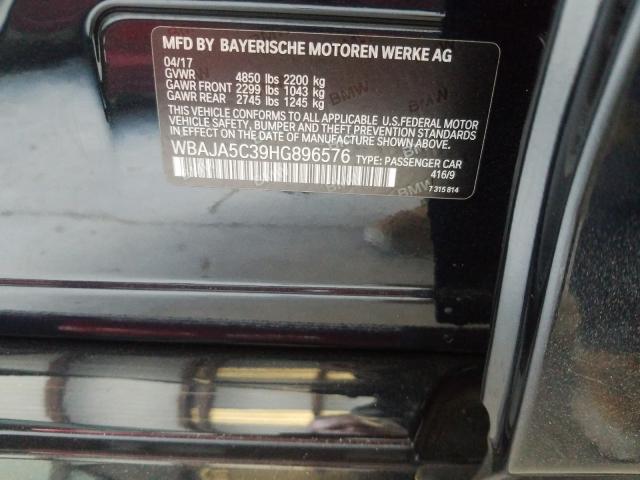 MFD BY BAYERISCHE MOTOREN WERKE AG
04/17
GVWR 4850 lbs 2200 kg
GAWR FRONT 2299 lbs 1043 kg
GAWR REAR 2745 lbs 1245 kg
THIS VEHICLE CONFORMS TO ALL APPLICABLE U.S.FEDERAL MOTOR
VEHICLE SAFETY, BUMPER AND THEFT PREVENTION STANDARDS IN
EFFECT ON THE DATE OF MANUFACTURE SHOWN ABOVE.
WBAJA5C39HG896576 TYPE: PASSENGER CAR
416/9
7 315 814
BMW
BMW
BMW